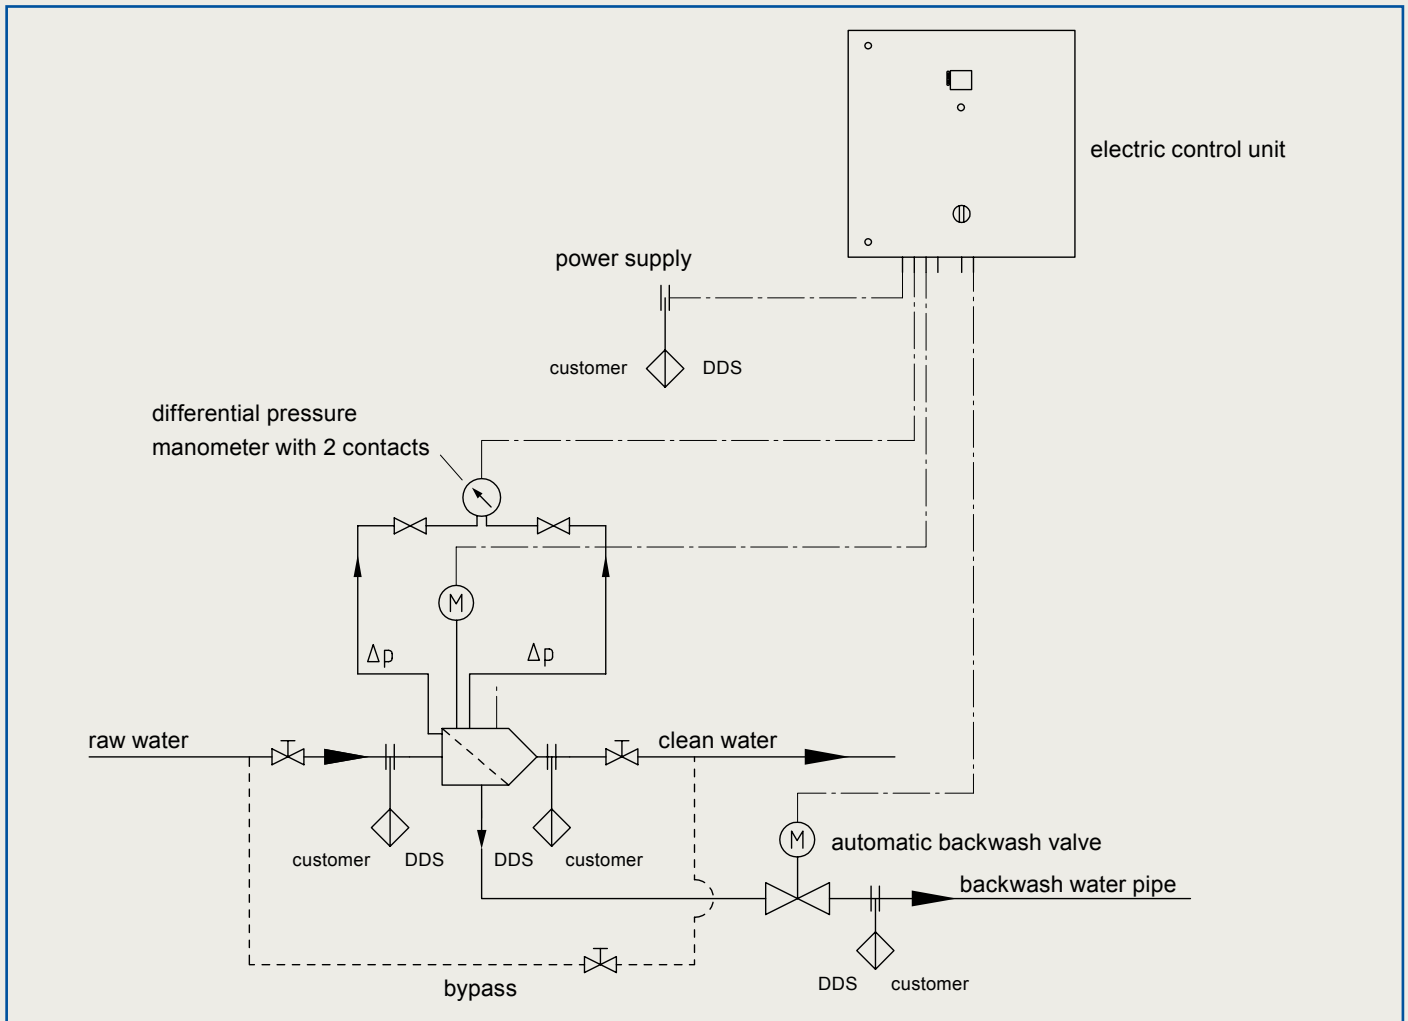 electric control unit
power supply
customer DDS
differential pressure
manometer with 2 contacts
M
Δp Δp
raw water clean water
customer DDS DDS customer
M automatic backwash valve
backwash water pipe
DDS customer
bypass